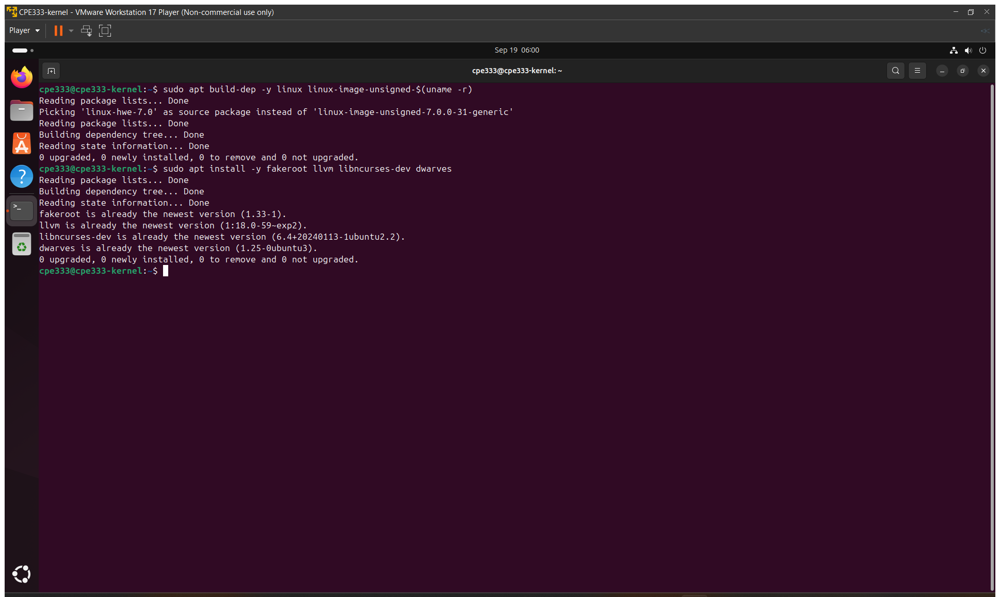 CPE333-kernel - VMware Workstation 17 Player (Non-commercial use only)
Player
Sep 19 06:00
cpe333@cpe333-kernel: ~
cpe333@cpe333-kernel:~$ sudo apt build-dep -y linux linux-image-unsigned-$(uname -r)
Reading package lists... Done
Picking 'linux-hwe-7.0' as source package instead of 'linux-image-unsigned-7.0.0-31-generic'
Reading package lists... Done
Building dependency tree... Done
Reading state information... Done
0 upgraded, 0 newly installed, 0 to remove and 0 not upgraded.
cpe333@cpe333-kernel:~$ sudo apt install -y fakeroot llvm libncurses-dev dwarves
Reading package lists... Done
Building dependency tree... Done
Reading state information... Done
fakeroot is already the newest version (1.33-1).
llvm is already the newest version (1:18.0-59~exp2).
libncurses-dev is already the newest version (6.4+20240113-1ubuntu2.2).
dwarves is already the newest version (1.25-0ubuntu3).
0 upgraded, 0 newly installed, 0 to remove and 0 not upgraded.
cpe333@cpe333-kernel:~$